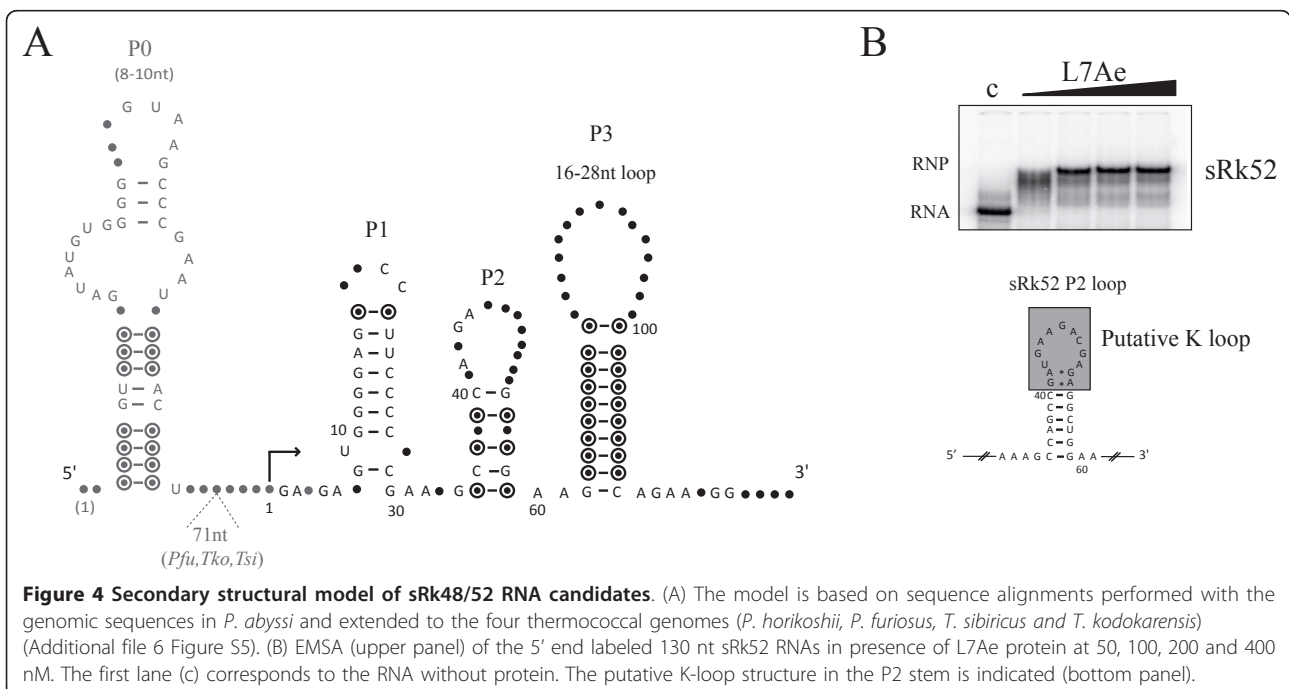 A
B
P0
(8-10nt)
G U A A G
G – C
G – C
G G – C
G U G U A U A G
G A A U
U – A
G – C
5'
(1)
U
71nt
(Pfu,Tko,Tsi)
1
GA G A
P1
C C
G – U
A – U
G – C
G – C
G – C
10 G – C
U
G – C
30
G A A G
P2
A G A
40 C – G
C – G
A A
60
P3
16-28nt loop
100
G – C
A G A A G G
3'
L7Ae
c
RNP
RNA
sRk52
sRk52 P2 loop
Putative K loop
A A G A C G A G A
G U A G
40 C – G
C – G
G – C
A – U
C – G
5' A A A G C – G A A 3'
60
Figure 4 Secondary structural model of sRk48/52 RNA candidates. (A) The model is based on sequence alignments performed with the
genomic sequences in P. abyssi and extended to the four thermococcal genomes (P. horikoshii, P. furiosus, T. sibiricus and T. kodokarensis)
(Additional file 6 Figure S5). (B) EMSA (upper panel) of the 5' end labeled 130 nt sRk52 RNAs in presence of L7Ae protein at 50, 100, 200 and 400
nM. The first lane (c) corresponds to the RNA without protein. The putative K-loop structure in the P2 stem is indicated (bottom panel).